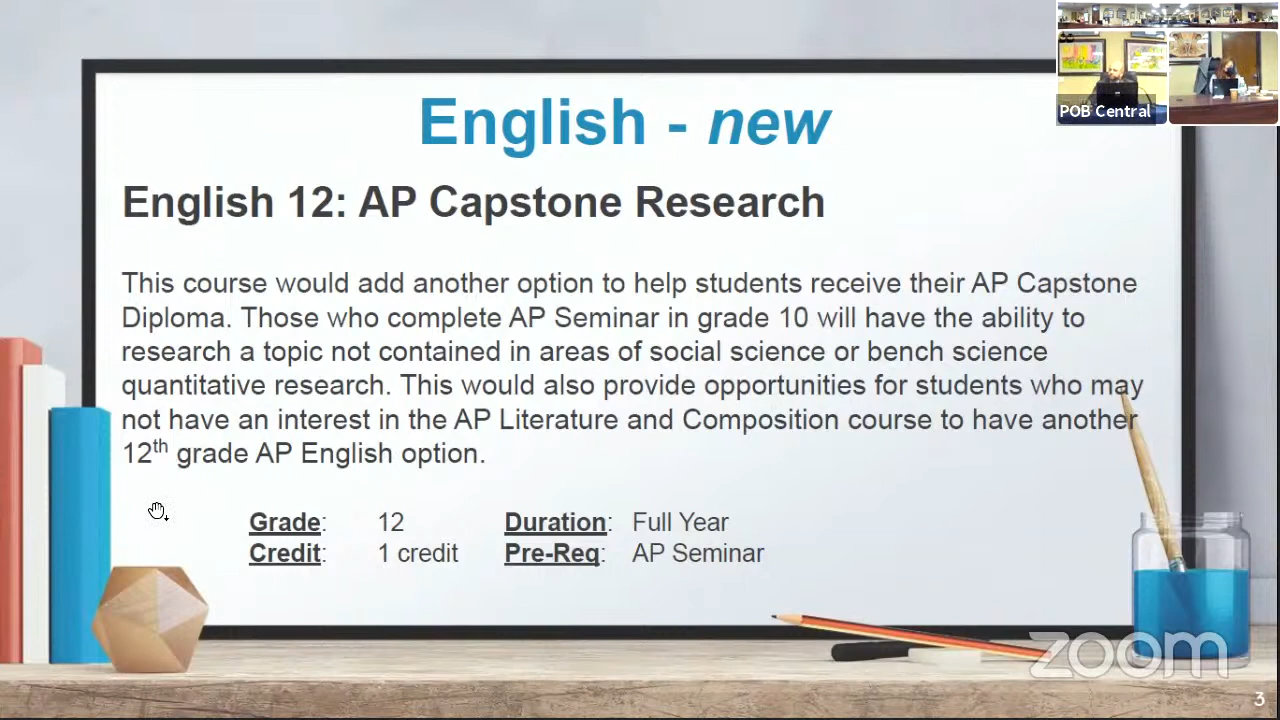 English - new
POB Central
English 12: AP Capstone Research
This course would add another option to help students receive their AP Capstone
Diploma. Those who complete AP Seminar in grade 10 will have the ability to
research a topic not contained in areas of social science or bench science
quantitative research. This would also provide opportunities for students who may
not have an interest in the AP Literature and Composition course to have another
12th grade AP English option.
Grade: 12 Duration: Full Year
Credit: 1 credit Pre-Req: AP Seminar
zoom
3